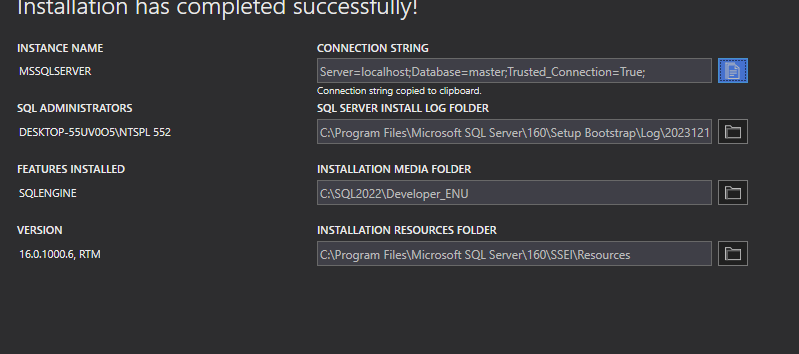 Installation has completed successfully!
INSTANCE NAME
MSSQLSERVER
CONNECTION STRING
Server=localhost;Database=master;Trusted_Connection=True;
Connection string copied to clipboard.
SQL ADMINISTRATORS
DESKTOP-55UV0O5\NTSPL 552
SQL SERVER INSTALL LOG FOLDER
C:\Program Files\Microsoft SQL Server\160\Setup Bootstrap\Log\2023121
FEATURES INSTALLED
SQLENGINE
INSTALLATION MEDIA FOLDER
C:\SQL2022\Developer_ENU
VERSION
16.0.1000.6, RTM
INSTALLATION RESOURCES FOLDER
C:\Program Files\Microsoft SQL Server\160\SSEI\Resources